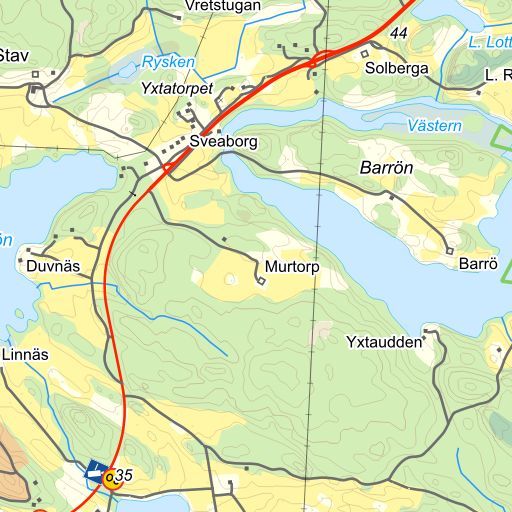 Vretstugan
44
L. Lott
Stav
Rysken
Solberga
L. R
Yxtatorpet
Västern
Sveaborg
Barrön
ön
Duvnäs
Murtorp
Barrö
Linnäs
Yxtaudden
35